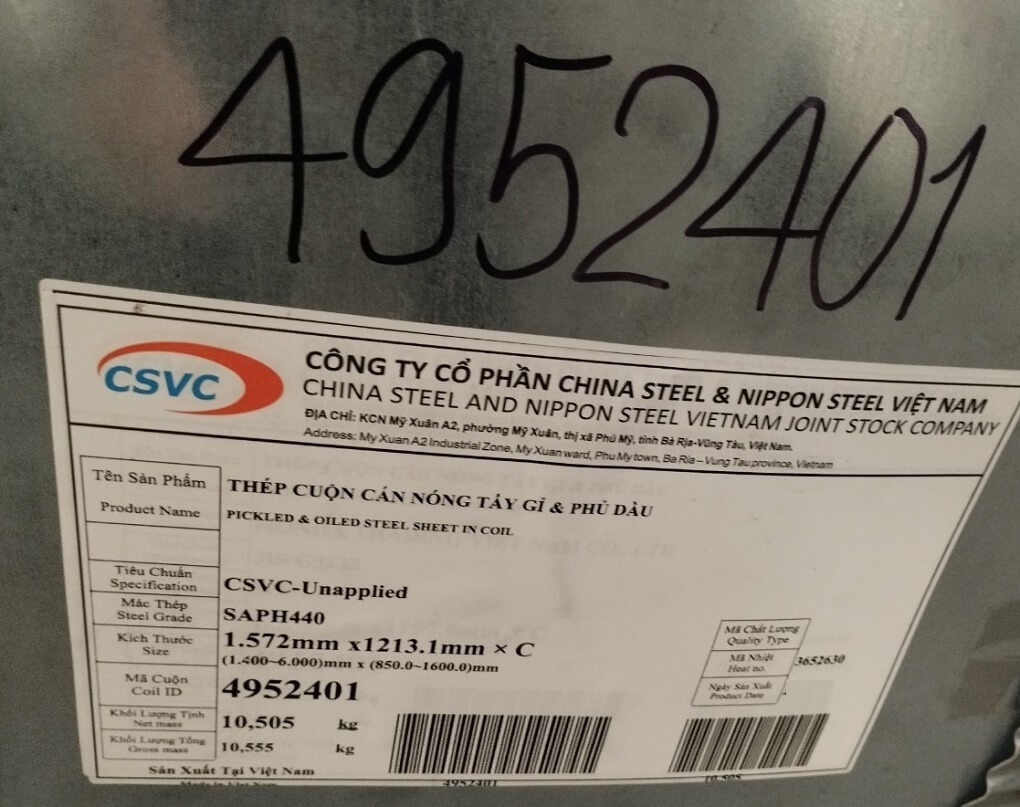 4952401
CSVC
CÔNG TY CỔ PHẦN CHINA STEEL & NIPPON STEEL VIỆT NAM
CHINA STEEL AND NIPPON STEEL VIETNAM JOINT STOCK COMPANY
ĐỊA CHỈ: KCN Mỹ Xuân A2, phường Mỹ Xuân, thị xã Phú Mỹ, tỉnh Bà Rịa-Vũng Tàu, Việt Nam.
Address: My Xuan A2 Industrial Zone, My Xuan ward, Phu My town, Ba Ria – Vung Tau province, Vietnam
Tên Sản Phẩm THÉP CUỘN CÁN NÓNG TẨY GỈ & PHỦ DẦU
Product Name PICKLED & OILED STEEL SHEET IN COIL
Tiêu Chuẩn
Specification CSVC-Unapplied
Mác Thép
Steel Grade SAPH440
Kích Thước 1.572mm x1213.1mm × C
Size (1.400~6.000)mm x (850.0~1600.0)mm
Mã Cuộn
Coil ID 4952401
Khối Lượng Tịnh
Net mass 10,505 kg
Khối Lượng Tổng
Gross mass 10,555 kg
Mã Chất Lượng
Quality Type
Mã Nhiệt
Heat no. 3652630
Ngày Sản Xuất
Product Date
4952401
10,505
Sản Xuất Tại Việt Nam
Made in Viet Nam